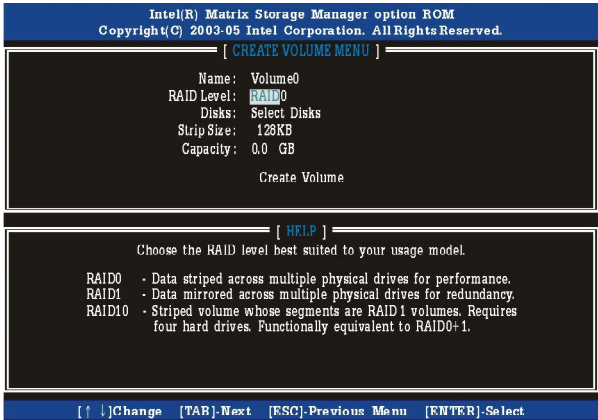 Intel(R) Matrix Storage Manager option ROM
Copyright(C) 2003-05 Intel Corporation. All Rights Reserved.
[ CREATE VOLUME MENU ]
Name: Volume0
RAID Level: RAID0
Disks: Select Disks
Strip Size: 128KB
Capacity: 0.0 GB
Create Volume
[ HELP ]
Choose the RAID level best suited to your usage model.
RAID0 - Data striped across multiple physical drives for performance.
RAID1 - Data mirrored across multiple physical drives for redundancy.
RAID10 - Striped volume whose segments are RAID 1 volumes. Requires
four hard drives. Functionally equivalent to RAID0+1.
[↑ ↓]Change [TAB]-Next [ESC]-Previous Menu [ENTER]-Select